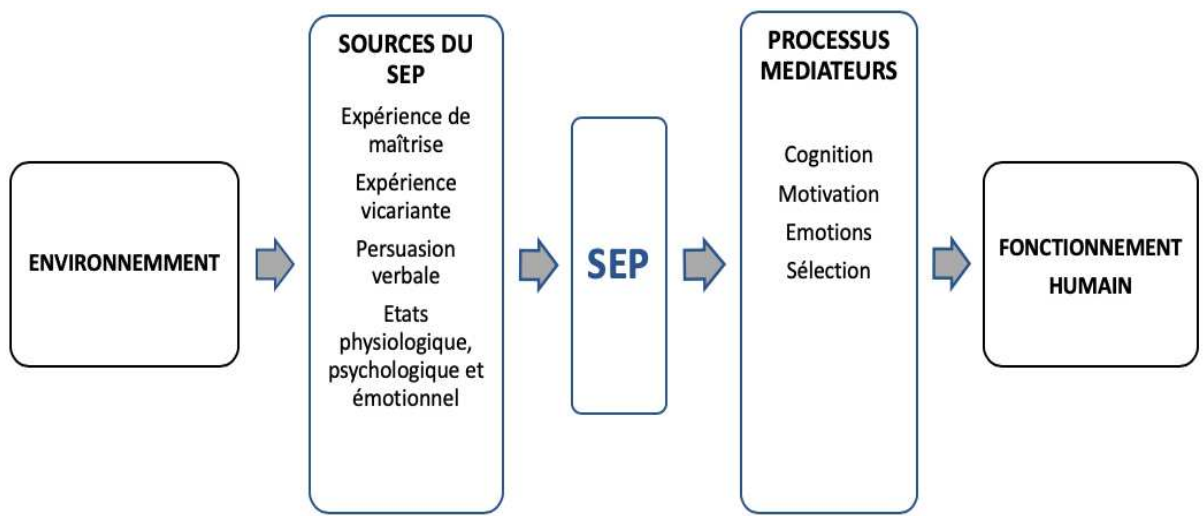 ENVIRONNEMMENT
SOURCES DU
SEP
Expérience de
maîtrise
Expérience
vicariante
Persuasion
verbale
Etats
physiologique,
psychologique et
émotionnel
SEP
PROCESSUS
MEDIATEURS
Cognition
Motivation
Emotions
Sélection
FONCTIONNEMENT
HUMAIN